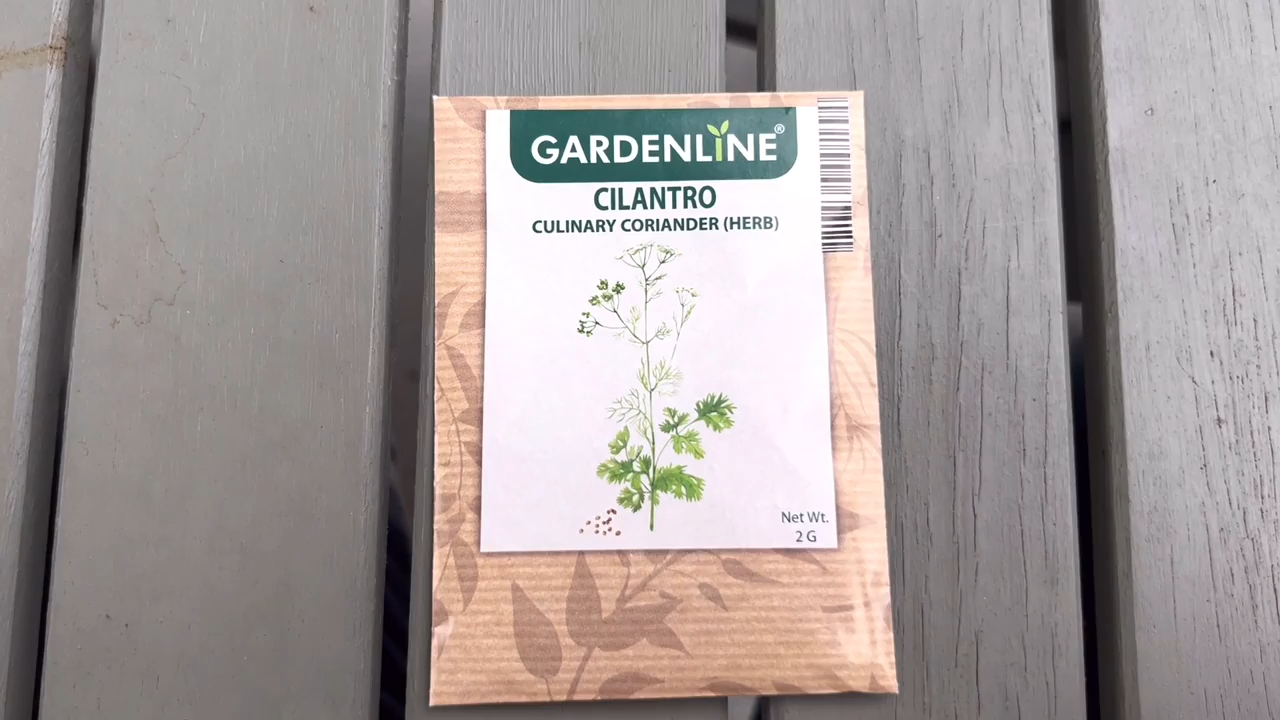 GARDENLINE®
CILANTRO
CULINARY CORIANDER (HERB)
Net Wt.
2 G